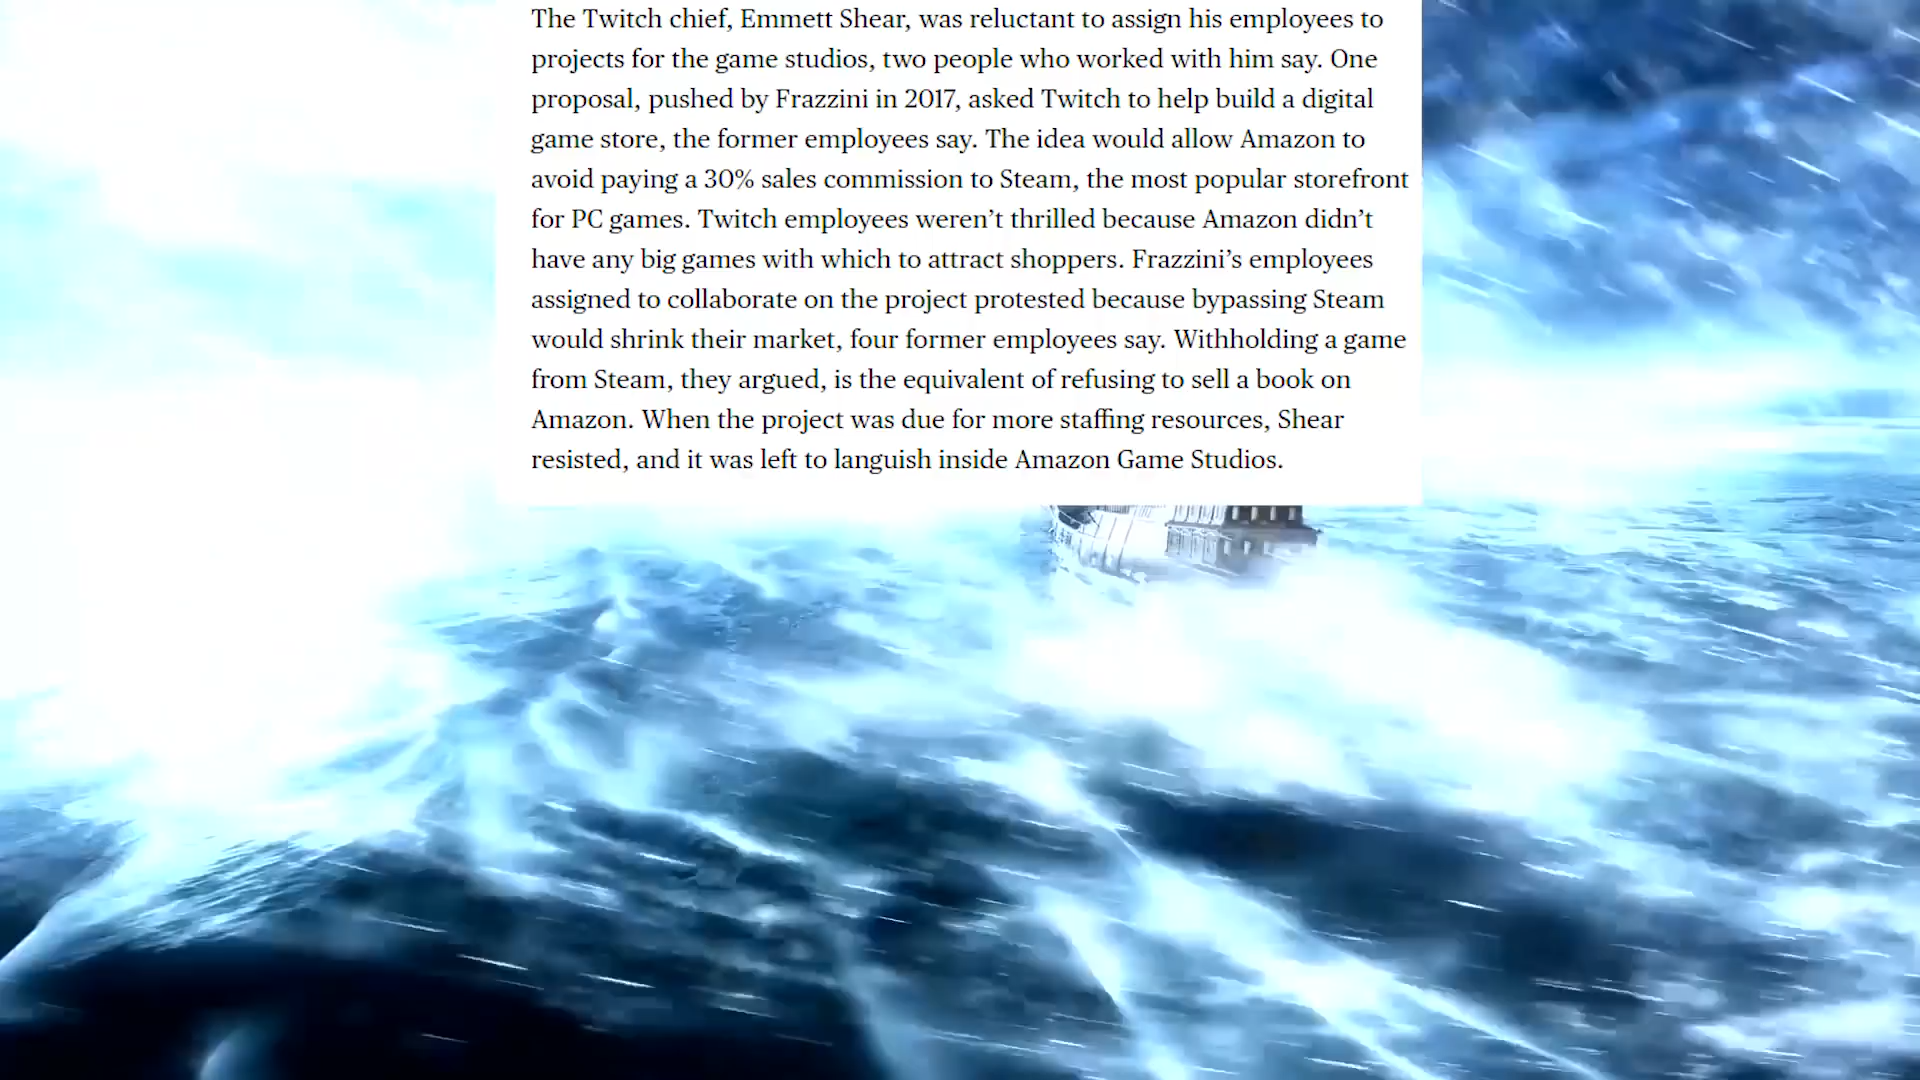 The Twitch chief, Emmett Shear, was reluctant to assign his employees to
projects for the game studios, two people who worked with him say. One
proposal, pushed by Frazzini in 2017, asked Twitch to help build a digital
game store, the former employees say. The idea would allow Amazon to
avoid paying a 30% sales commission to Steam, the most popular storefront
for PC games. Twitch employees weren’t thrilled because Amazon didn’t
have any big games with which to attract shoppers. Frazzini’s employees
assigned to collaborate on the project protested because bypassing Steam
would shrink their market, four former employees say. Withholding a game
from Steam, they argued, is the equivalent of refusing to sell a book on
Amazon. When the project was due for more staffing resources, Shear
resisted, and it was left to languish inside Amazon Game Studios.